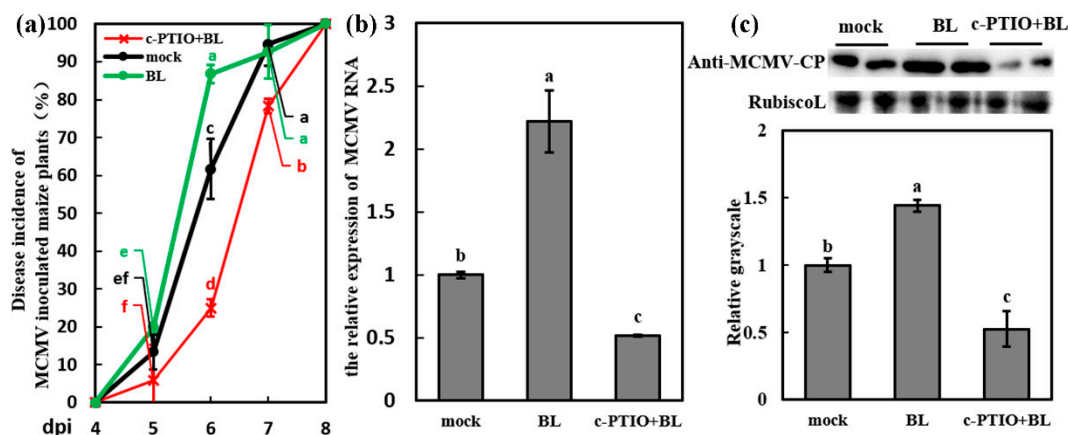 (a)
Disease incidence of
MCMV inoculated maize plants (%)
100
90
80
70
60
50
40
30
20
10
0
c-PTIO+BL
mock
BL
a
c
a
a
b
e
ef
f
d
dpi 4 5 6 7 8
(b)
the relative expression of MCMV RNA
3
2.5
2
1.5
1
0.5
0
b
a
c
mock BL c-PTIO+BL
(c)
mock BL c-PTIO+BL
Anti-MCMV-CP
RubiscoL
Relative grayscale
2
1.5
1
0.5
0
b
a
c
mock BL c-PTIO+BL